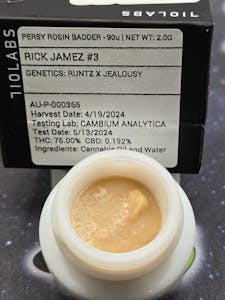 710LABS
PERSY ROSIN BADDER - 90u | NET WT: 2.0G
710LABS
RICK JAMEZ #3
GENETICS: RUNTZ X JEALOUSY
AU-P-000366
Harvest Date: 4/19/2024
Testing Lab: CAMBIUM ANALYTICA
Test Date: 5/13/2024
THC: 76.00% CBD: 0.192%
Ingredients: Cannabis Oil and Water